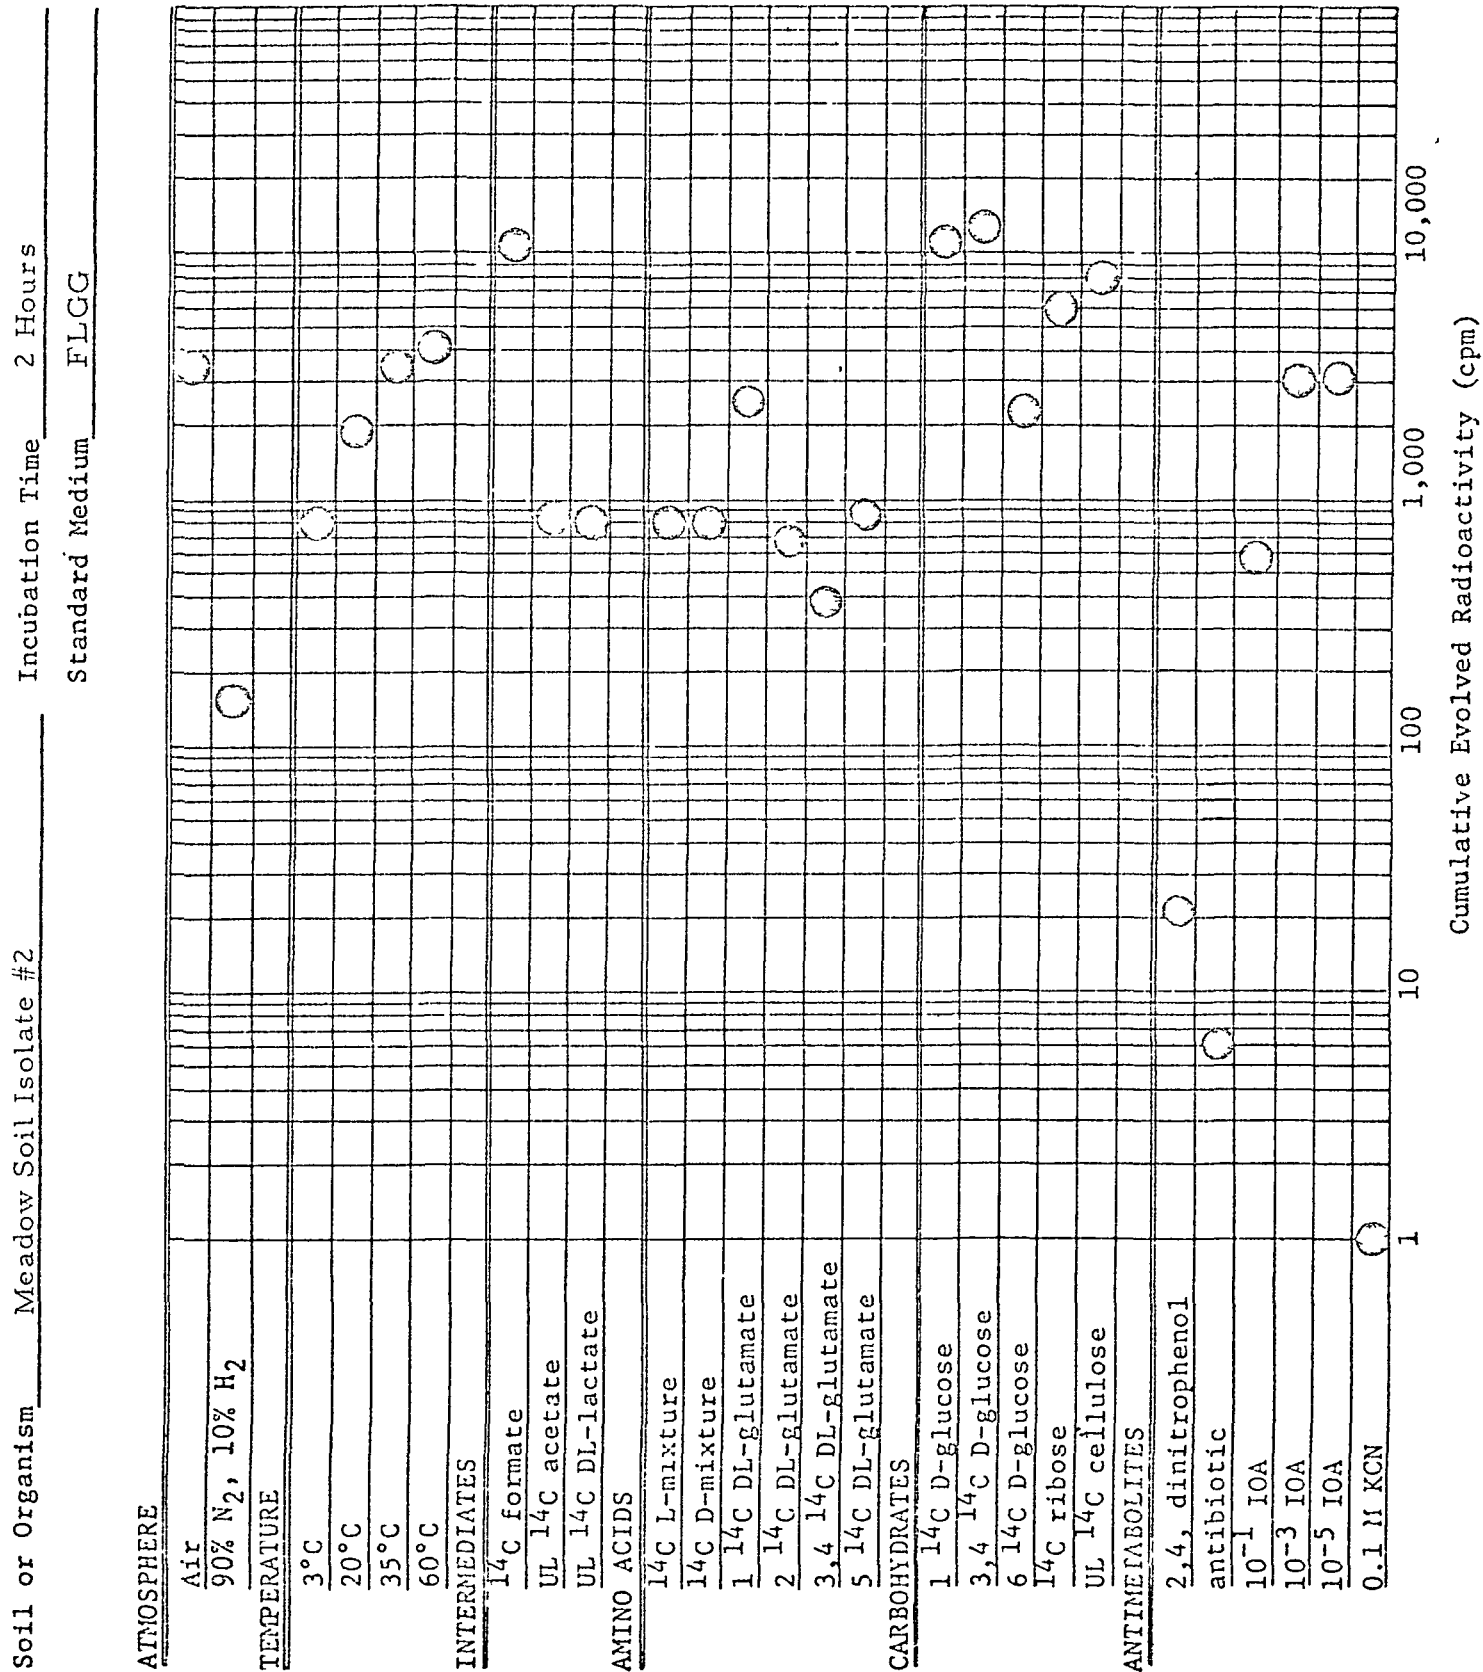 Soil or Organism Meadow Soil Isolate #2 Incubation Time 2 Hours
Standard Medium FLGG
ATMOSPHERE
Air
90% N2, 10% H2
TEMPERATURE
3°C
20°C
35°C
60°C
INTERMEDIATES
14C formate
UL 14C acetate
UL 14C DL-lactate
AMINO ACIDS
14C L-mixture
14C D-mixture
1 14C DL-glutamate
2 14C DL-glutamate
3,4 14C DL-glutamate
5 14C DL-glutamate
CARBOHYDRATES
1 14C D-glucose
3,4 14C D-glucose
6 14C D-glucose
14C ribose
UL 14C cellulose
ANTIMETABOLITES
2,4, dinitrophenol
antibiotic
10-1 IOA
10-3 IOA
10-5 IOA
0.1 M KCN
1 10 100 1,000 10,000
Cumulative Evolved Radioactivity (cpm)